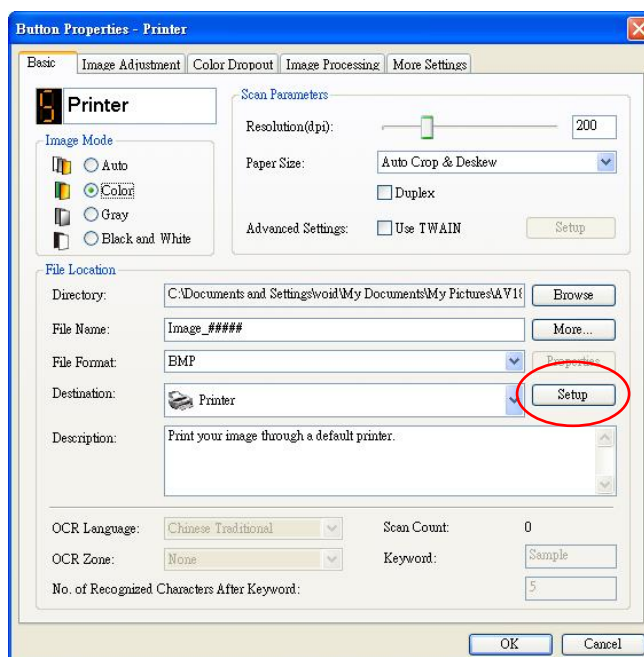 Button Properties - Printer
Basic Image Adjustment Color Dropout Image Processing More Settings
Printer
Image Mode
Auto
Color
Gray
Black and White
Scan Parameters
Resolution(dpi): 200
Paper Size: Auto Crop & Deskew
Duplex
Advanced Settings: Use TWAIN Setup
File Location
Directory: C:\Documents and Settings\void\My Documents\My Pictures\AV18 Browse
File Name: Image_##### More...
File Format: BMP Properties
Destination: Printer Setup
Description: Print your image through a default printer.
OCR Language: Chinese Traditional Scan Count: 0
OCR Zone: None Keyword: Sample
No. of Recognized Characters After Keyword: 5
OK Cancel